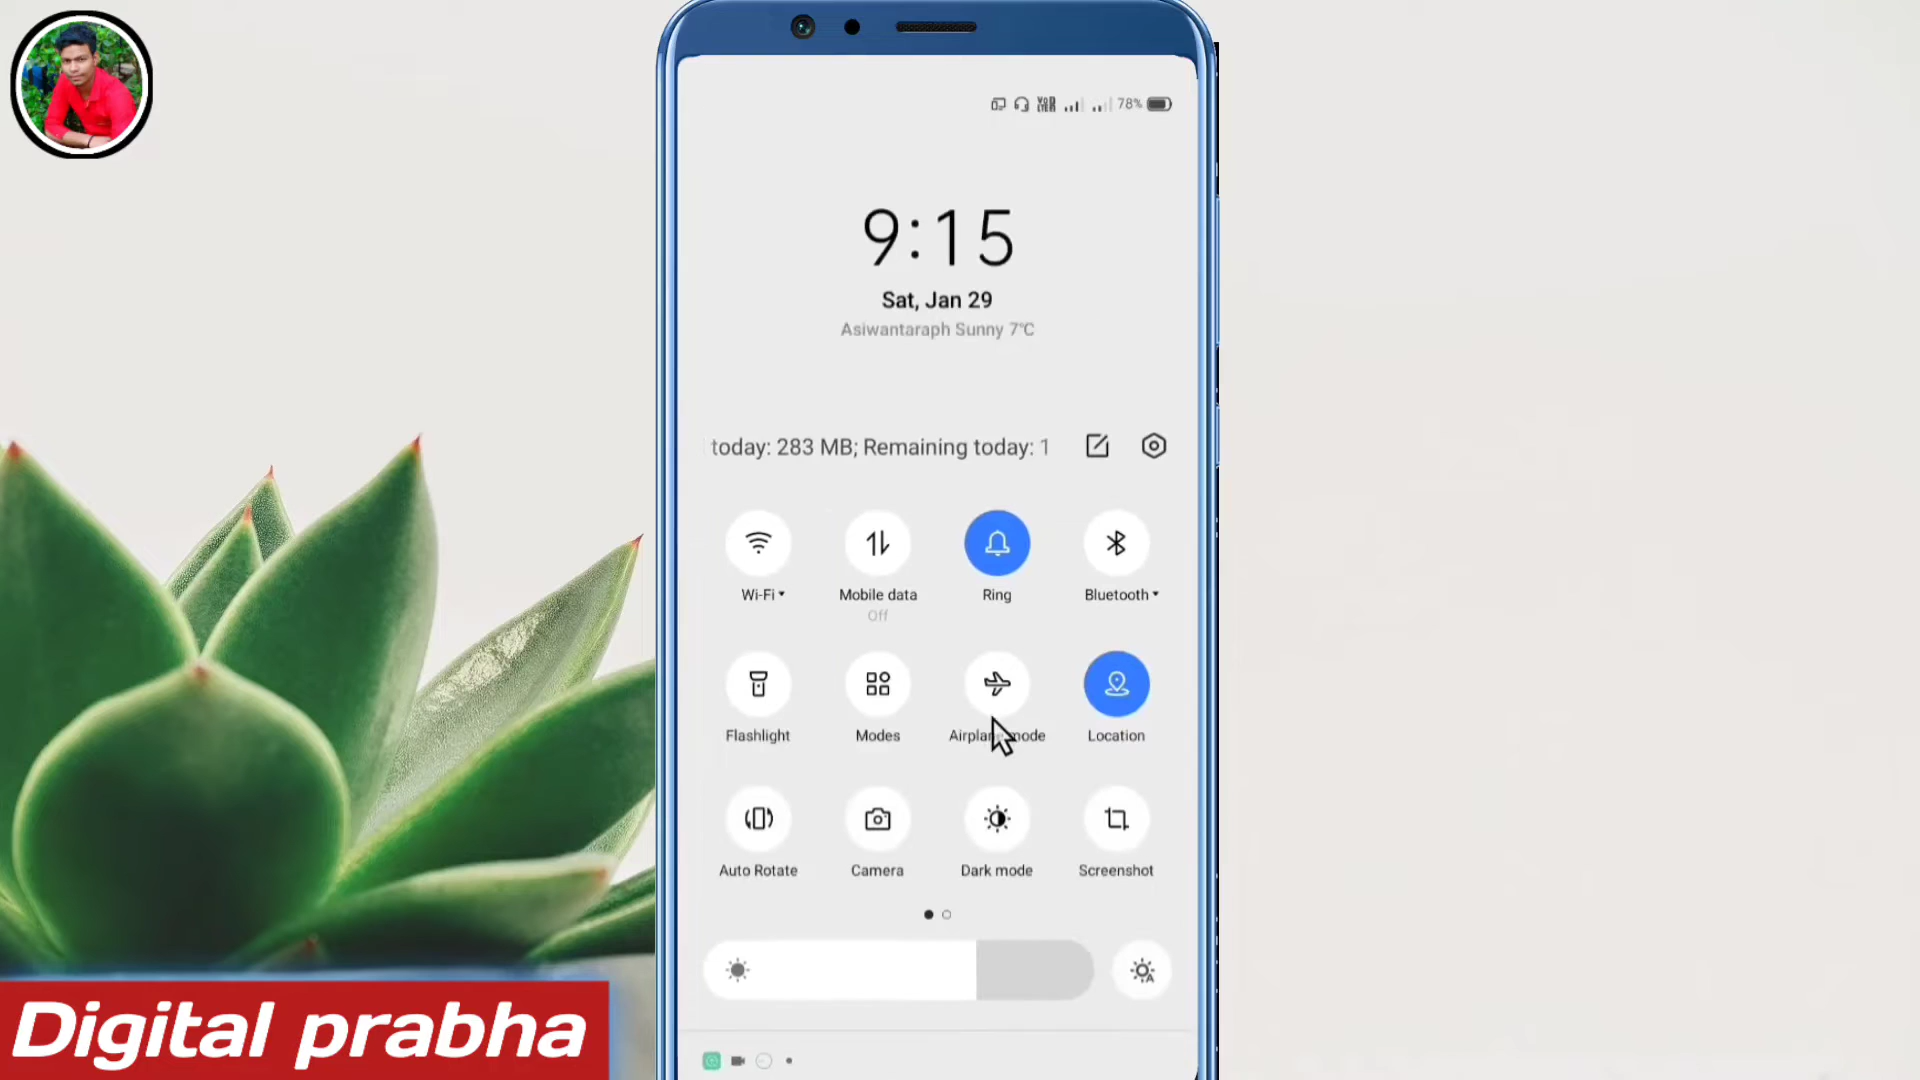 78%
9:15
Sat, Jan 29
Asiwantaraph Sunny 7°C
today: 283 MB; Remaining today: 1
Wi-Fi
Mobile data
Ring
Bluetooth
Off
Flashlight
Modes
Airplane mode
Location
Auto Rotate
Camera
Dark mode
Screenshot
Digital prabha